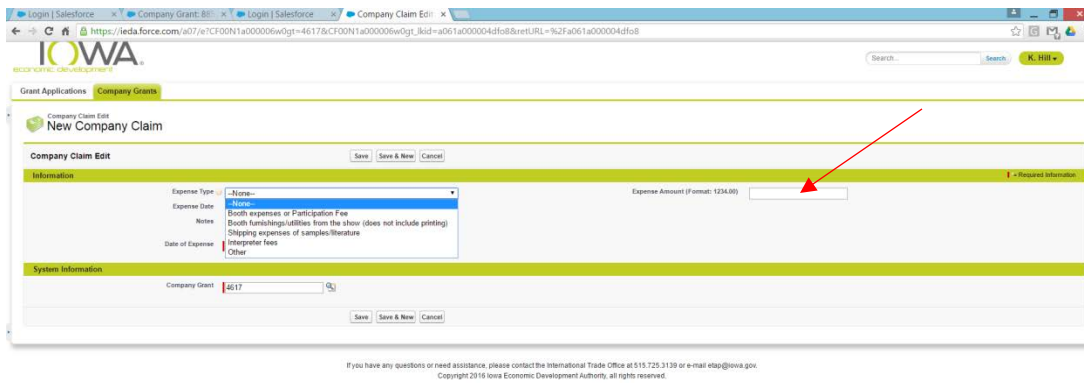 Login | Salesforce
Company Grant: 88
Login | Salesforce
Company Claim Edit
https://ieda.force.com/a07/e?CF00N1a000006w0gt=4617&CF00N1a000006w0gt_lkid=a061a000004dfo8&retURL=%2Fa061a000004dfo8
IOWA
economic development
Search...
Search
K. Hill
Grant Applications
Company Grants
Company Claim Edit
New Company Claim
Company Claim Edit
Save
Save & New
Cancel
Information
= Required Information
Expense Type
--None--
Expense Amount (Format: 1234.00)
Expense Date
--None--
Booth expenses or Participation Fee
Notes
Booth furnishings/utilities from the show (does not include printing)
Shipping expenses of samples/literature
Date of Expense
Interpreter fees
Other
System Information
Company Grant
4617
Save
Save & New
Cancel
If you have any questions or need assistance, please contact the International Trade Office at 515.725.3139 or e-mail etap@iowa.gov.
Copyright 2016 Iowa Economic Development Authority, all rights reserved.